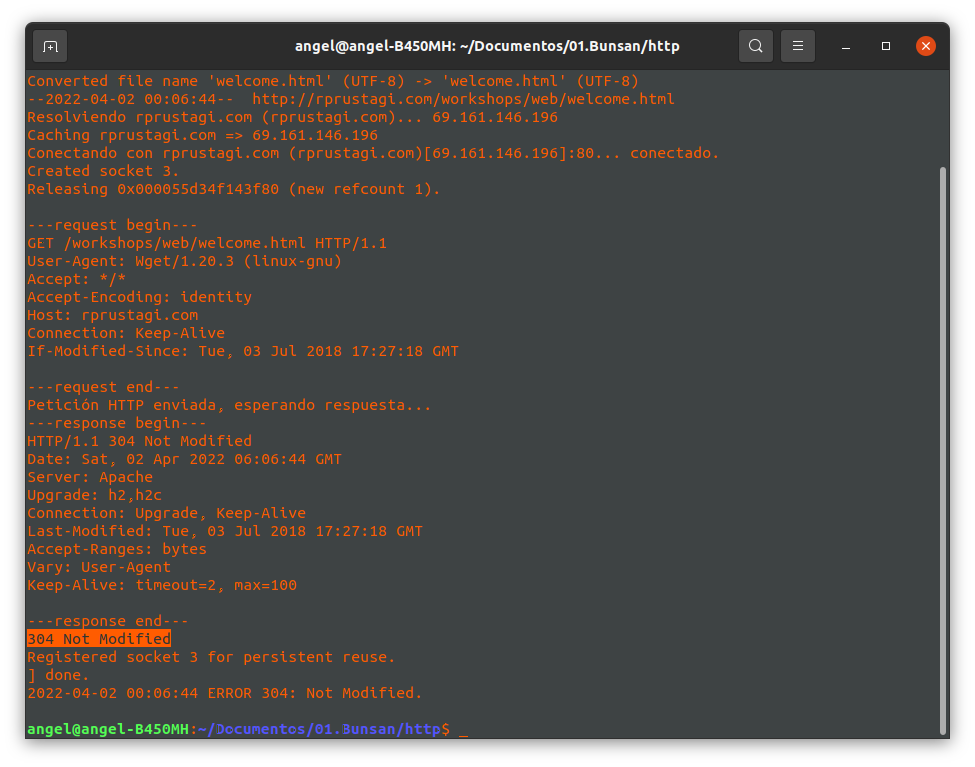 angel@angel-B450MH: ~/Documentos/01.Bunsan/http
Converted file name 'welcome.html' (UTF-8) -> 'welcome.html' (UTF-8)
--2022-04-02 00:06:44--  http://rprustagi.com/workshops/web/welcome.html
Resolviendo rprustagi.com (rprustagi.com)... 69.161.146.196
Caching rprustagi.com => 69.161.146.196
Conectando con rprustagi.com (rprustagi.com)[69.161.146.196]:80... conectado.
Created socket 3.
Releasing 0x000055d34f143f80 (new refcount 1).
---request begin---
GET /workshops/web/welcome.html HTTP/1.1
User-Agent: Wget/1.20.3 (linux-gnu)
Accept: */*
Accept-Encoding: identity
Host: rprustagi.com
Connection: Keep-Alive
If-Modified-Since: Tue, 03 Jul 2018 17:27:18 GMT
---request end---
Petición HTTP enviada, esperando respuesta...
---response begin---
HTTP/1.1 304 Not Modified
Date: Sat, 02 Apr 2022 06:06:44 GMT
Server: Apache
Upgrade: h2,h2c
Connection: Upgrade, Keep-Alive
Last-Modified: Tue, 03 Jul 2018 17:27:18 GMT
Accept-Ranges: bytes
Vary: User-Agent
Keep-Alive: timeout=2, max=100
---response end---
304 Not Modified
Registered socket 3 for persistent reuse.
] done.
2022-04-02 00:06:44 ERROR 304: Not Modified.
angel@angel-B450MH:~/Documentos/01.Bunsan/http$ _